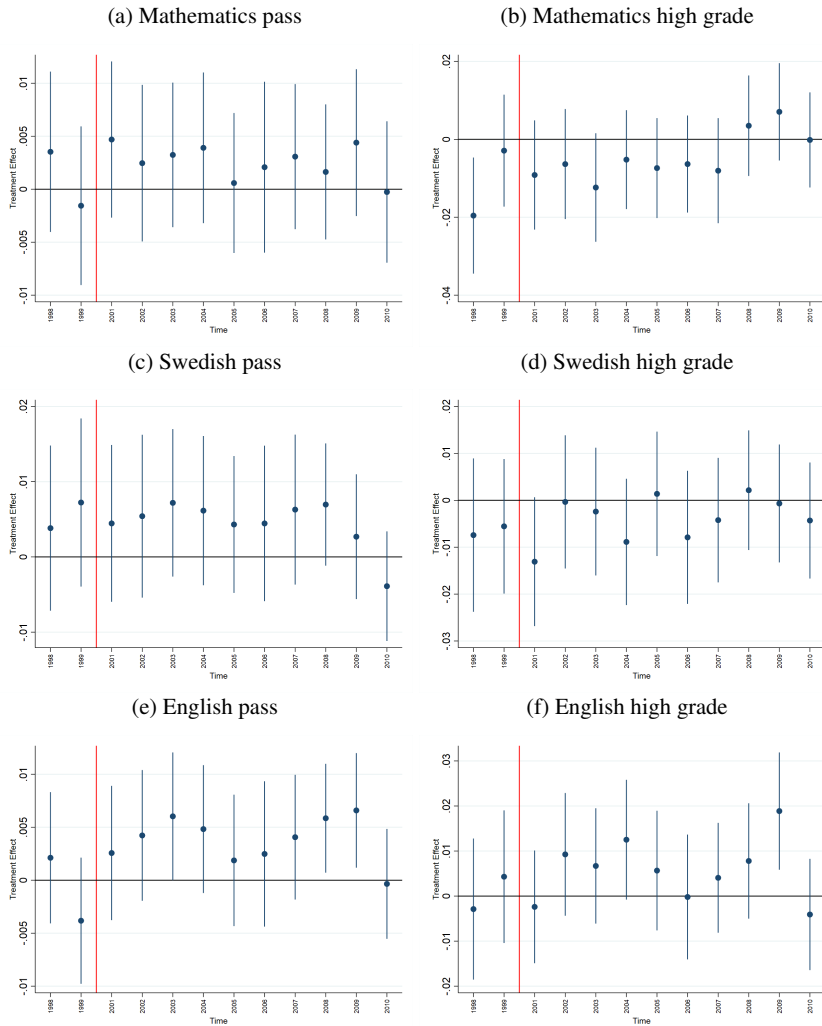 (a) Mathematics pass
(b) Mathematics high grade
Treatment Effect
.01
.005
0
-.005
-.01
1998 1999 2001 2002 2003 2004 2005 2006 2007 2008 2009 2010
Time
Treatment Effect
.02
0
-.02
-.04
1998 1999 2001 2002 2003 2004 2005 2006 2007 2008 2009 2010
Time
(c) Swedish pass
(d) Swedish high grade
Treatment Effect
.02
.01
0
-.01
1998 1999 2001 2002 2003 2004 2005 2006 2007 2008 2009 2010
Time
Treatment Effect
.02
.01
0
-.01
-.02
-.03
1998 1999 2001 2002 2003 2004 2005 2006 2007 2008 2009 2010
Time
(e) English pass
(f) English high grade
Treatment Effect
.01
.005
0
-.005
-.01
1998 1999 2001 2002 2003 2004 2005 2006 2007 2008 2009 2010
Time
Treatment Effect
.03
.02
.01
0
-.01
-.02
1998 1999 2001 2002 2003 2004 2005 2006 2007 2008 2009 2010
Time